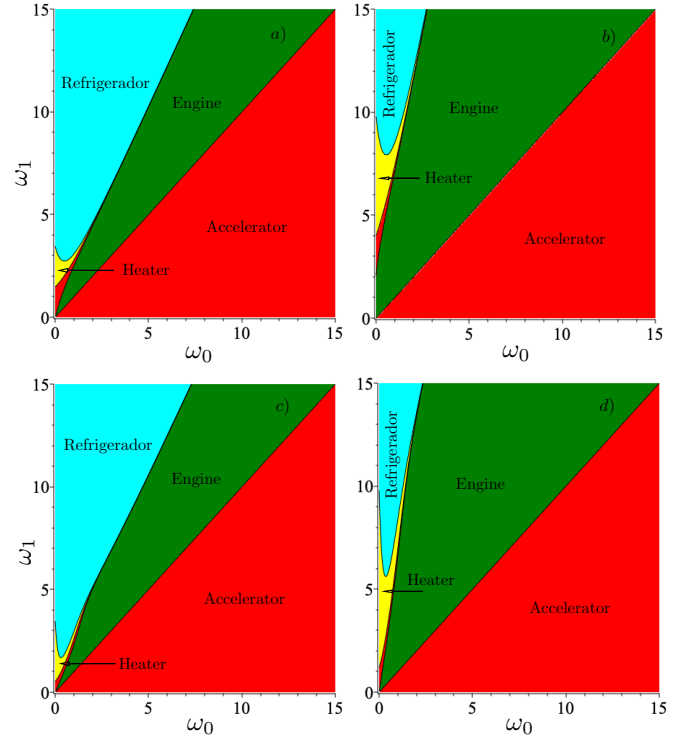 15
a)
Refrigerador
Engine
10
ω1
5
Accelerator
Heater
0
0
5
10
15
ω0
15
b)
Refrigerador
Engine
10
Heater
5
Accelerator
0
0
5
10
15
ω0
15
c)
Refrigerador
Engine
10
ω1
5
Accelerator
Heater
0
0
5
10
15
ω0
15
d)
Refrigerador
Engine
10
Heater
5
Accelerator
0
0
5
10
15
ω0